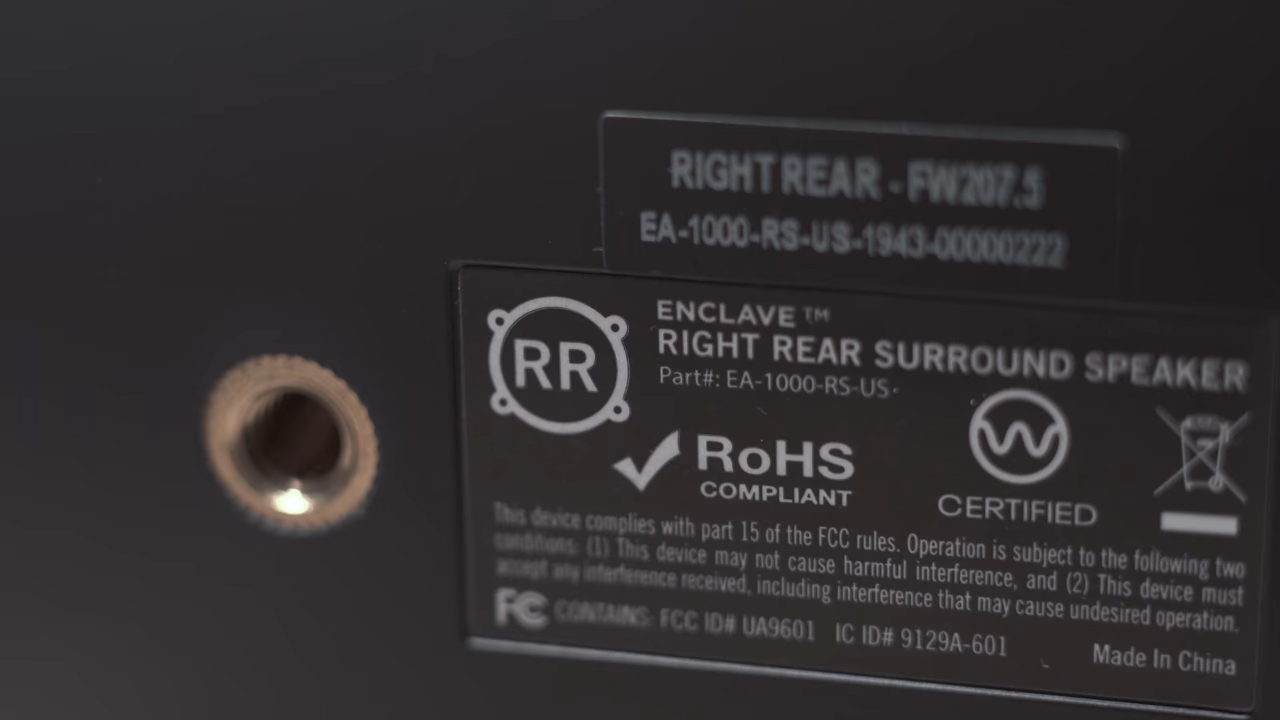 RIGHT REAR - FW207.5
EA-1000-RS-US-1943-00000222
RR
ENCLAVE™
RIGHT REAR SURROUND SPEAKER
Part#: EA-1000-RS-US
RoHS
COMPLIANT
CERTIFIED
This device complies with part 15 of the FCC rules. Operation is subject to the following two
conditions: (1) This device may not cause harmful interference, and (2) This device must
accept any interference received, including interference that may cause undesired operation.
FC CONTAINS: FCC ID# UA9601 IC ID# 9129A-601
Made In China